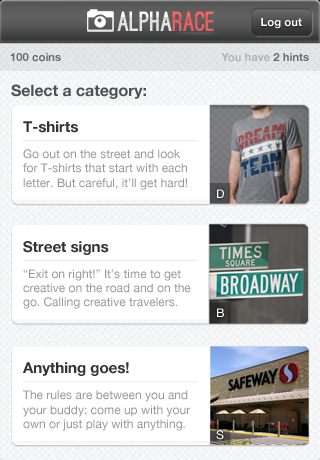 ALPHARACE
Log out
100 coins
You have 2 hints
Select a category:
T-shirts
Go out on the street and look
for T-shirts that start with each
letter. But careful, it'll get hard!
DREAM
TEAM
D
Street signs
“Exit on right!” It's time to get
creative on the road and on the
go. Calling creative travelers.
TIMES
SQUARE
BROADWAY
B
Anything goes!
The rules are between you and
your buddy: come up with your
own or just play with anything.
SAFEWAY
S